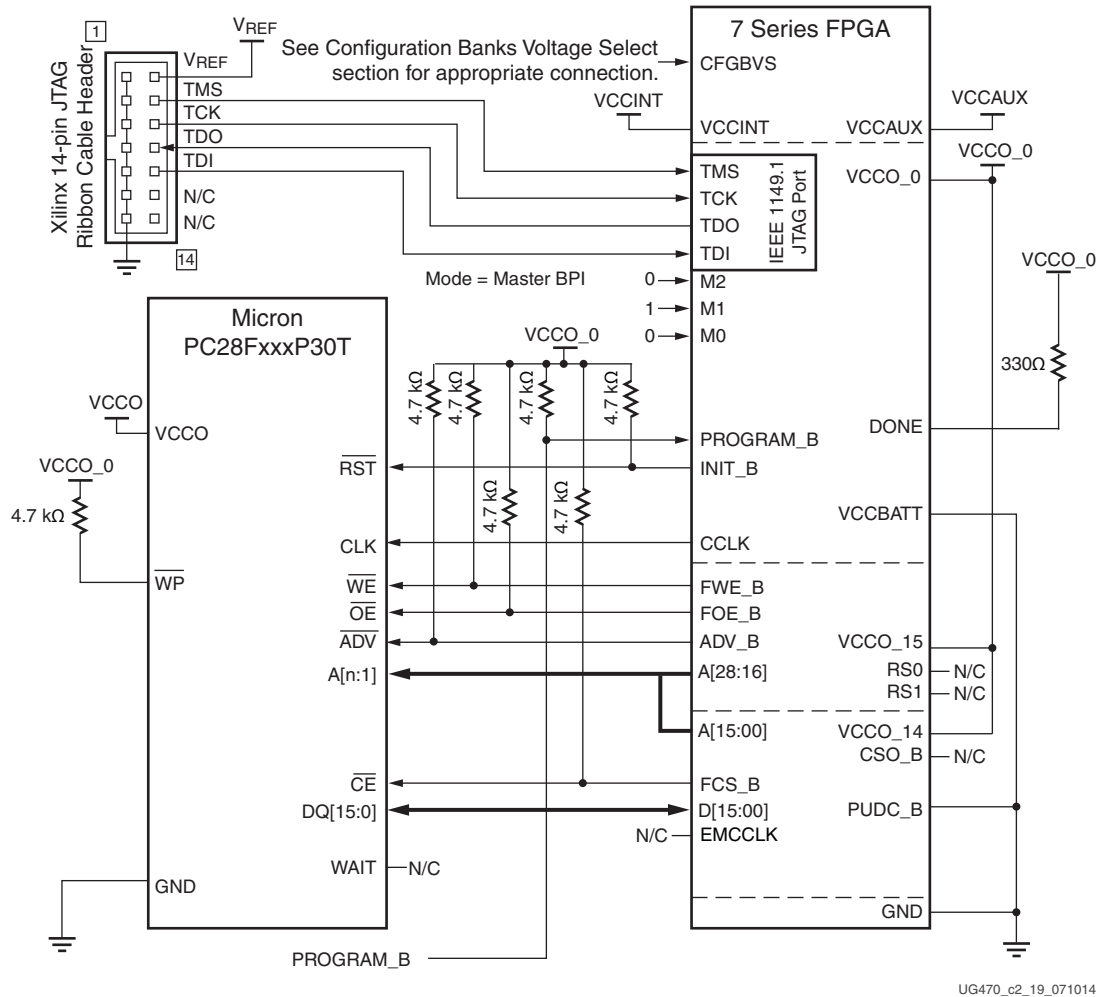 1
VREF
Xilinx 14-pin JTAG
Ribbon Cable Header
VREF
TMS
TCK
TDO
TDI
N/C
N/C
14
See Configuration Banks Voltage Select
section for appropriate connection.
VCCINT
7 Series FPGA
CFGBVS
VCCINT
VCCAUX
VCCAUX
VCCO_0
VCCO_0
TMS
TCK
TDO
TDI
IEEE 1149.1
JTAG Port
Mode = Master BPI
0
M2
1
M1
0
M0
VCCO_0
330Ω
DONE
Micron
PC28FxxxP30T
VCCO
VCCO
VCCO_0
4.7 kΩ
WP
RST
CLK
WE
OE
ADV
A[n:1]
CE
DQ[15:0]
WAIT
N/C
GND
VCCO_0
4.7 kΩ
4.7 kΩ
4.7 kΩ
4.7 kΩ
4.7 kΩ
4.7 kΩ
PROGRAM_B
INIT_B
CCLK
FWE_B
FOE_B
ADV_B
A[28:16]
A[15:00]
FCS_B
D[15:00]
N/C
EMCCLK
VCCBATT
VCCO_15
RS0
N/C
RS1
N/C
VCCO_14
CSO_B
N/C
PUDC_B
GND
PROGRAM_B
UG470_c2_19_071014